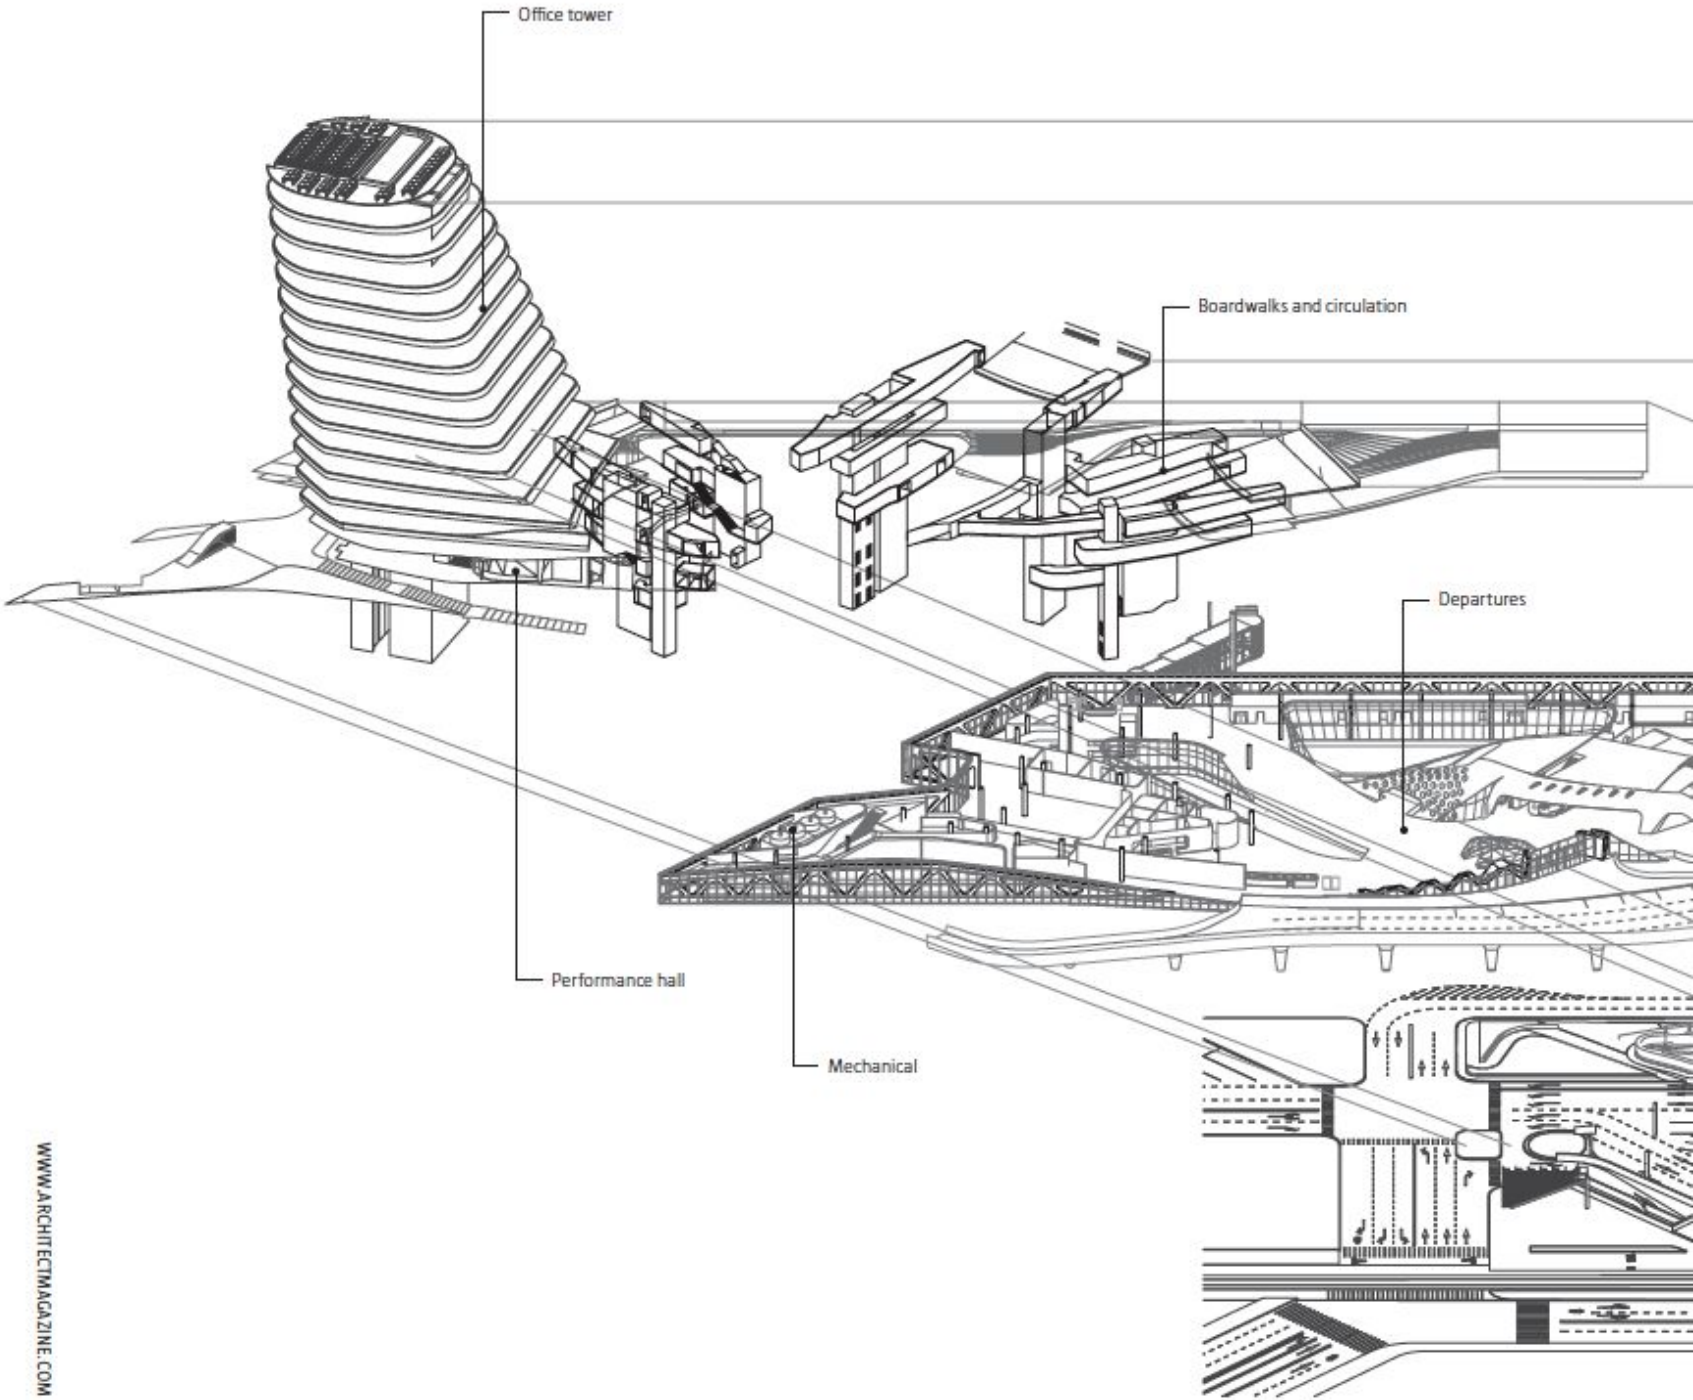 Office tower
Boardwalks and circulation
Departures
Performance hall
Mechanical
WWW.ARCHITECTMAGAZINE.COM